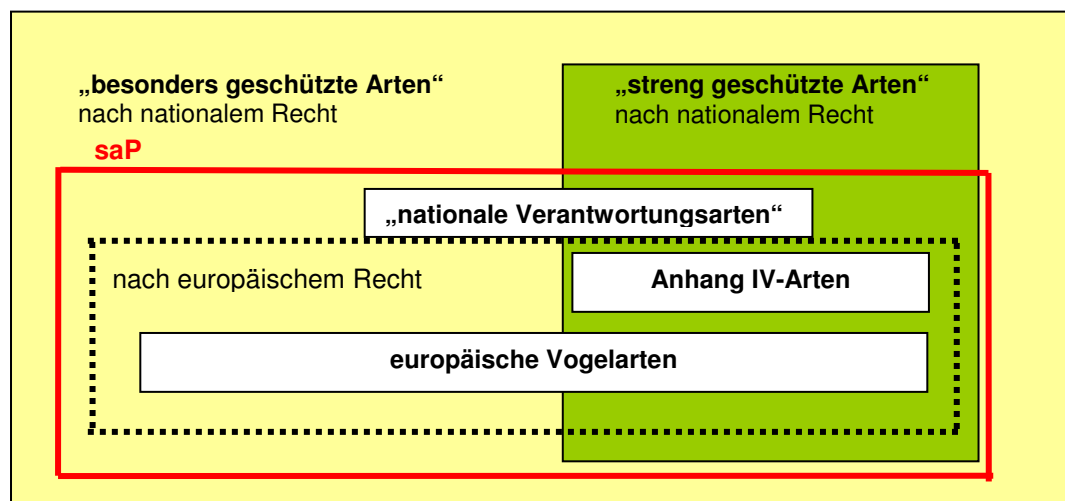 „besonders geschützte Arten“
nach nationalem Recht
„streng geschützte Arten“
nach nationalem Recht
saP
„nationale Verantwortungsarten“
nach europäischem Recht
Anhang IV-Arten
europäische Vogelarten